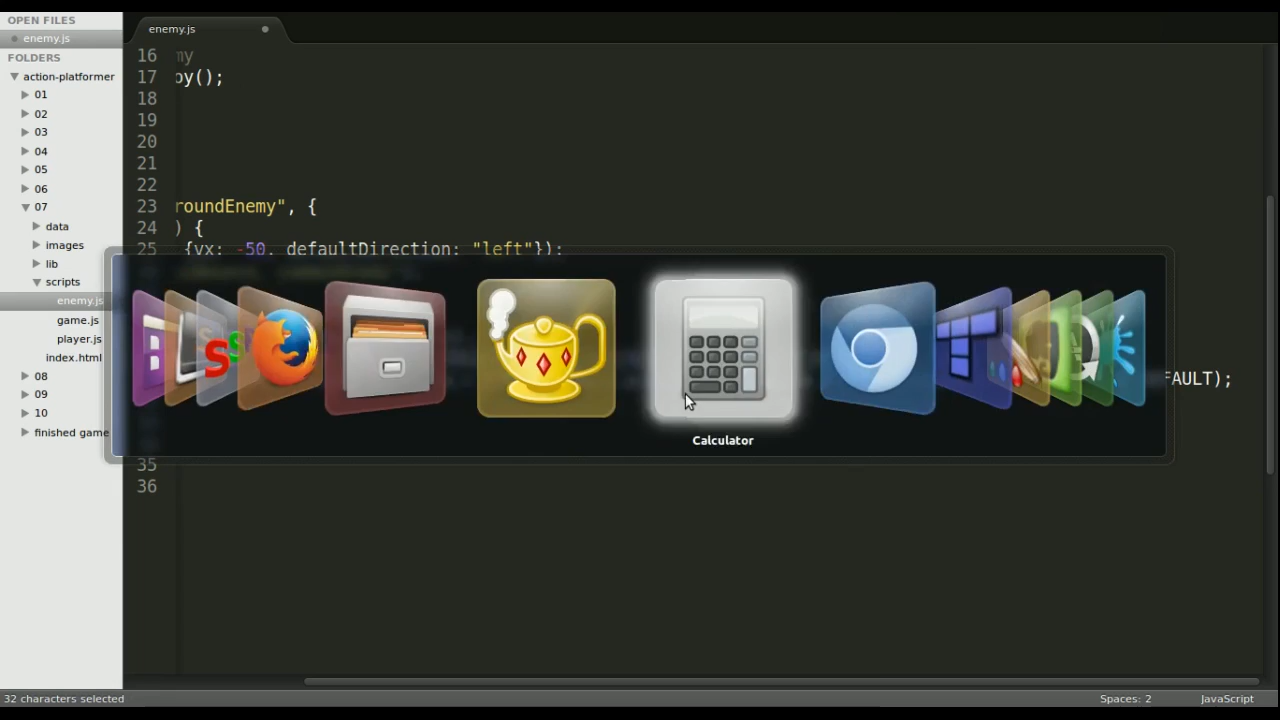 OPEN FILES
enemy.js
FOLDERS
action-platformer
01
02
03
04
05
06
07
data
images
lib
scripts
enemy.js
game.js
player.js
index.html
08
09
10
finished game
enemy.js
16 my
17 oy();
18
19
20
21
22
23 roundEnemy", {
24 ) {
25 {vx: -50, defaultDirection: "left"});
FAULT);
35
36
Calculator
32 characters selected
Spaces: 2
JavaScript